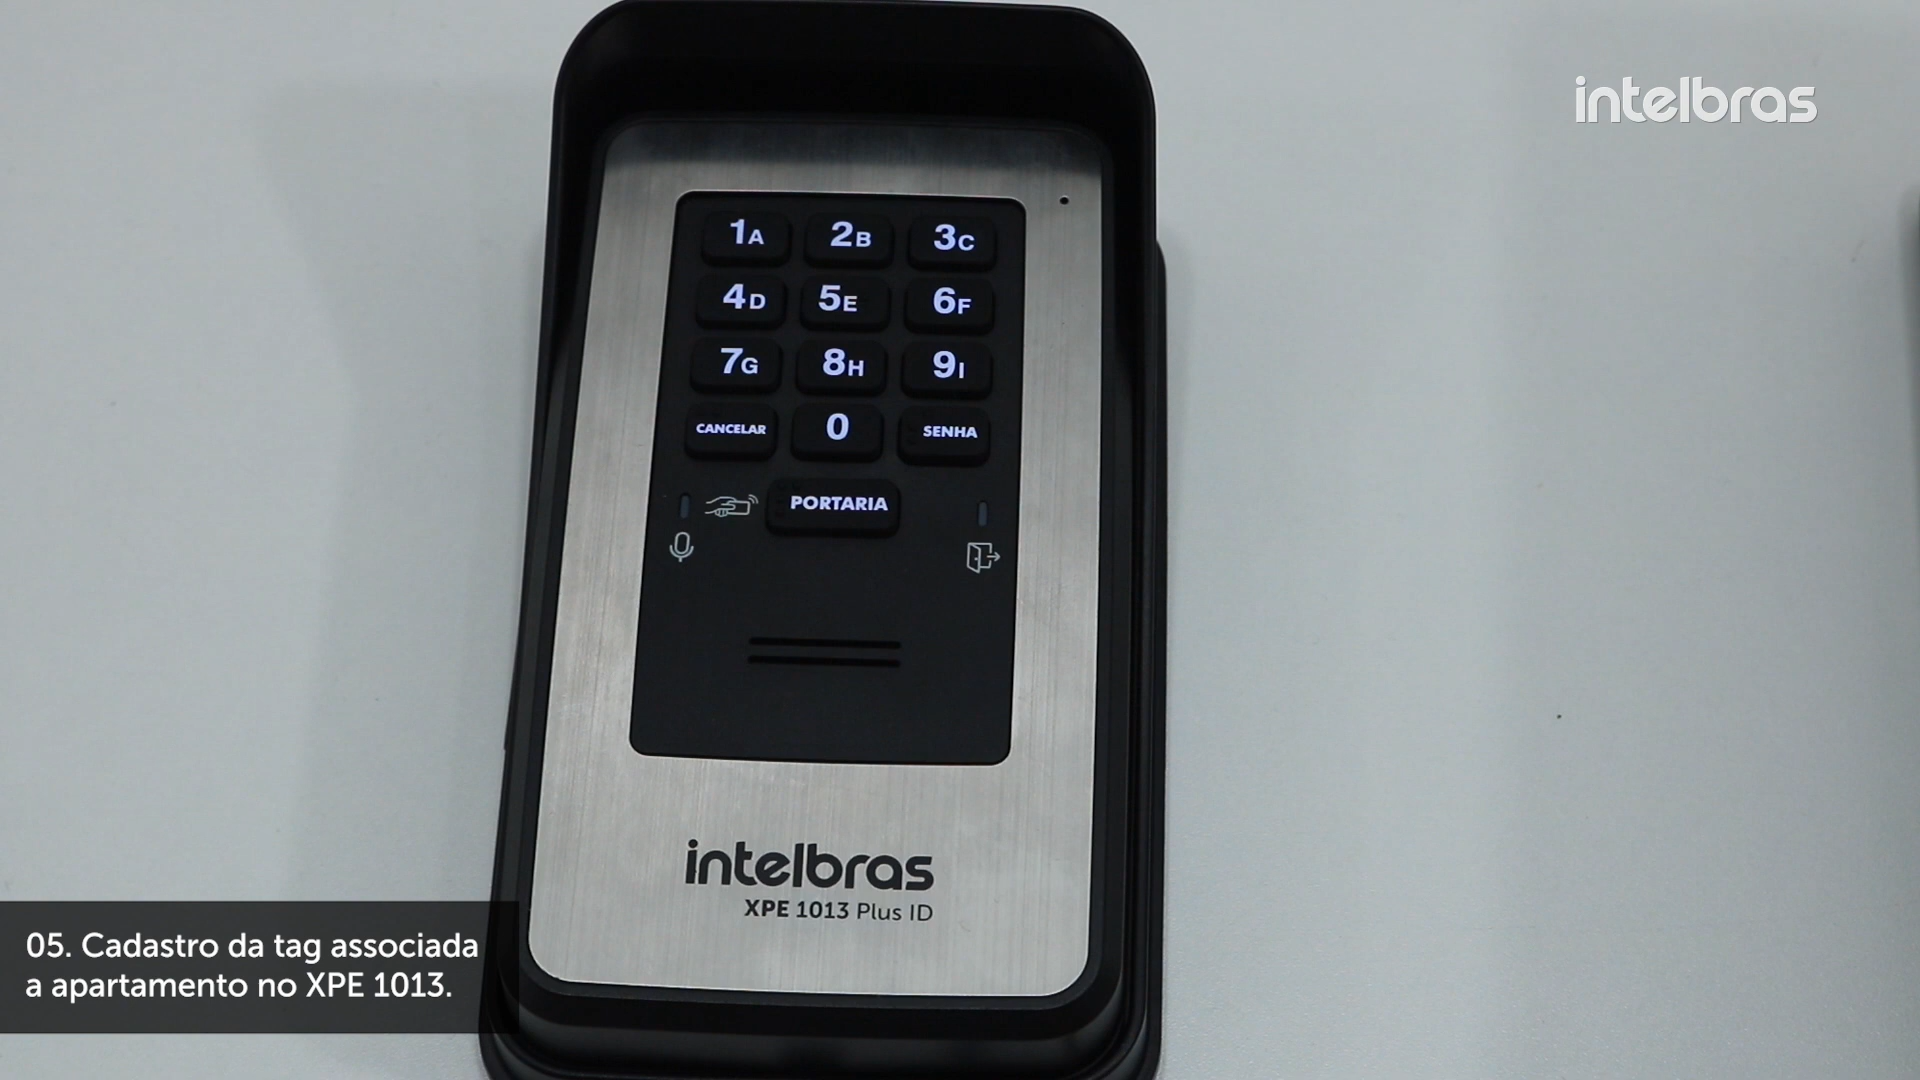 intelbras
1A 2B 3C
4D 5E 6F
7G 8H 9I
CANCELAR 0 SENHA
PORTARIA
intelbras
XPE 1013 Plus ID
05. Cadastro da tag associada
a apartamento no XPE 1013.